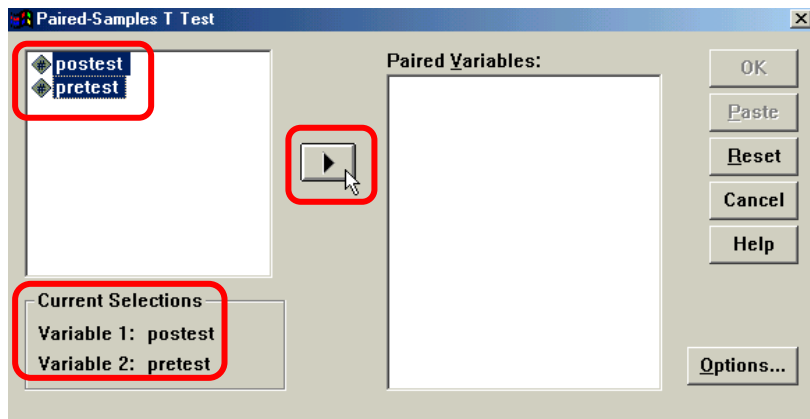 Paired-Samples T Test
postest
pretest
Paired Variables:
OK
Paste
Reset
Cancel
Help
Current Selections
Variable 1: postest
Variable 2: pretest
Options...